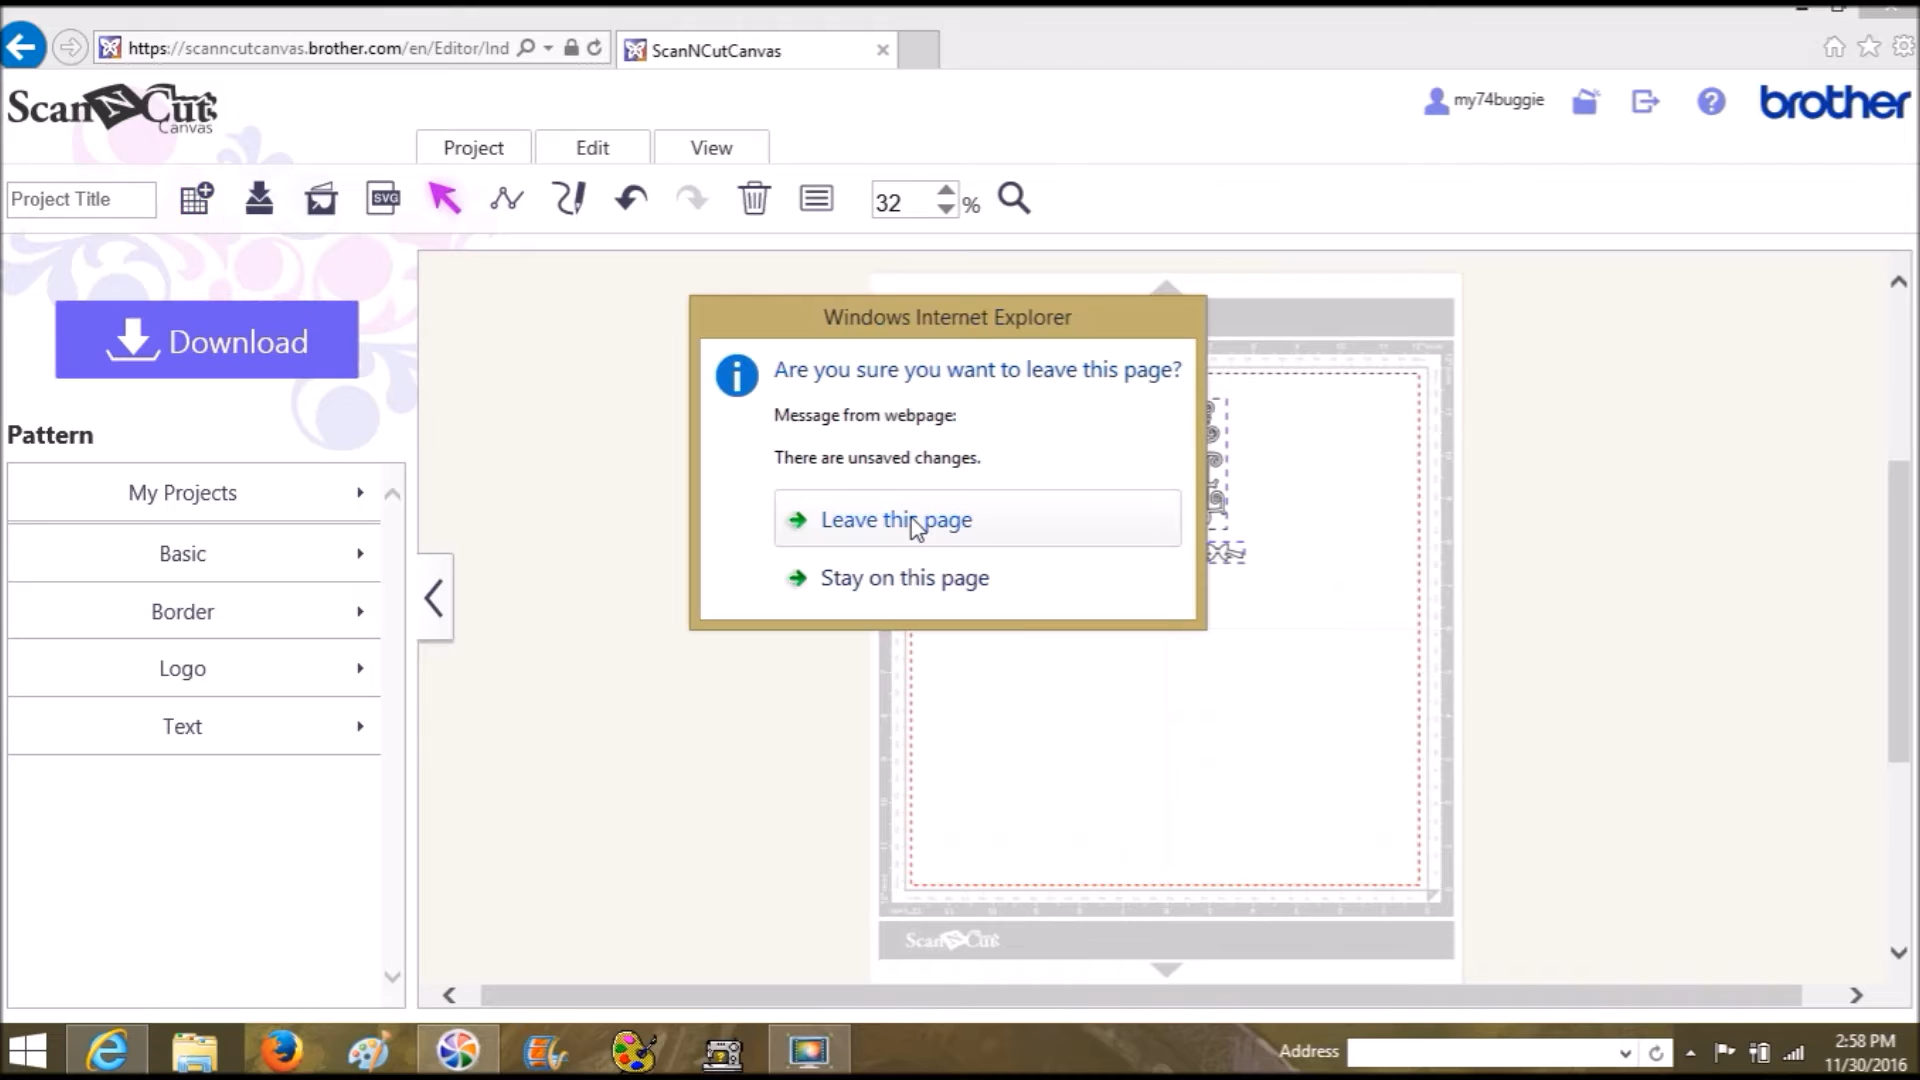 https://scanncutcanvas.brother.com/en/Editor/Ind
ScanNCutCanvas
ScanNCut
Canvas
my74buggie
brother
Project
Edit
View
Project Title
SVG
32
%
Download
Pattern
My Projects
Basic
Border
Logo
Text
Windows Internet Explorer
Are you sure you want to leave this page?
Message from webpage:
There are unsaved changes.
Leave this page
Stay on this page
ScanNCut
Address
2:58 PM
11/30/2016